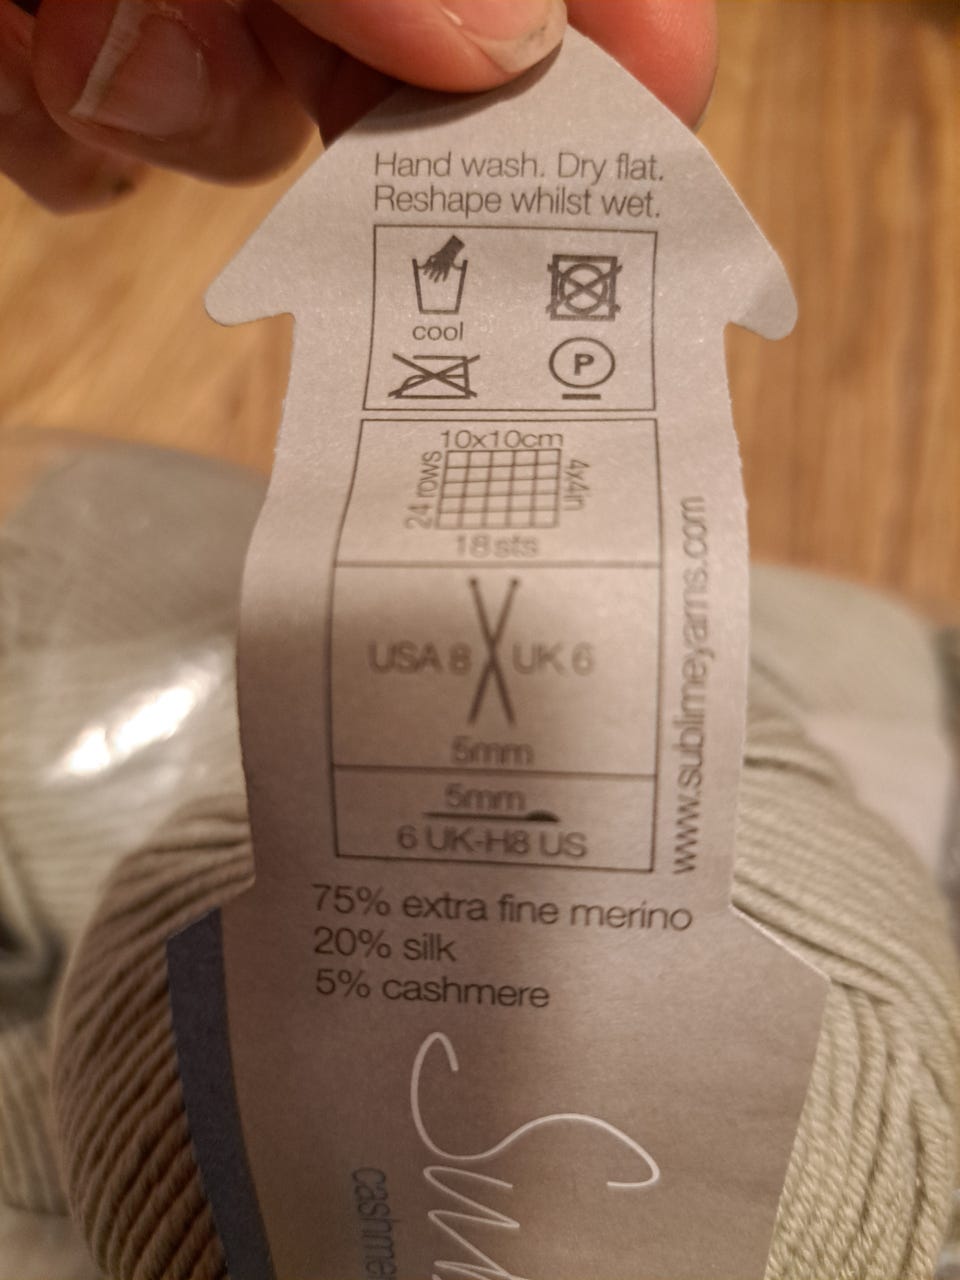 Hand wash. Dry flat.
Reshape whilst wet.
cool
P
10x10cm
24 rows
4x4in
18 sts
USA 8
UK 6
5mm
5mm
6 UK-H8 US
www.sublimeyarns.com
75% extra fine merino
20% silk
5% cashmere